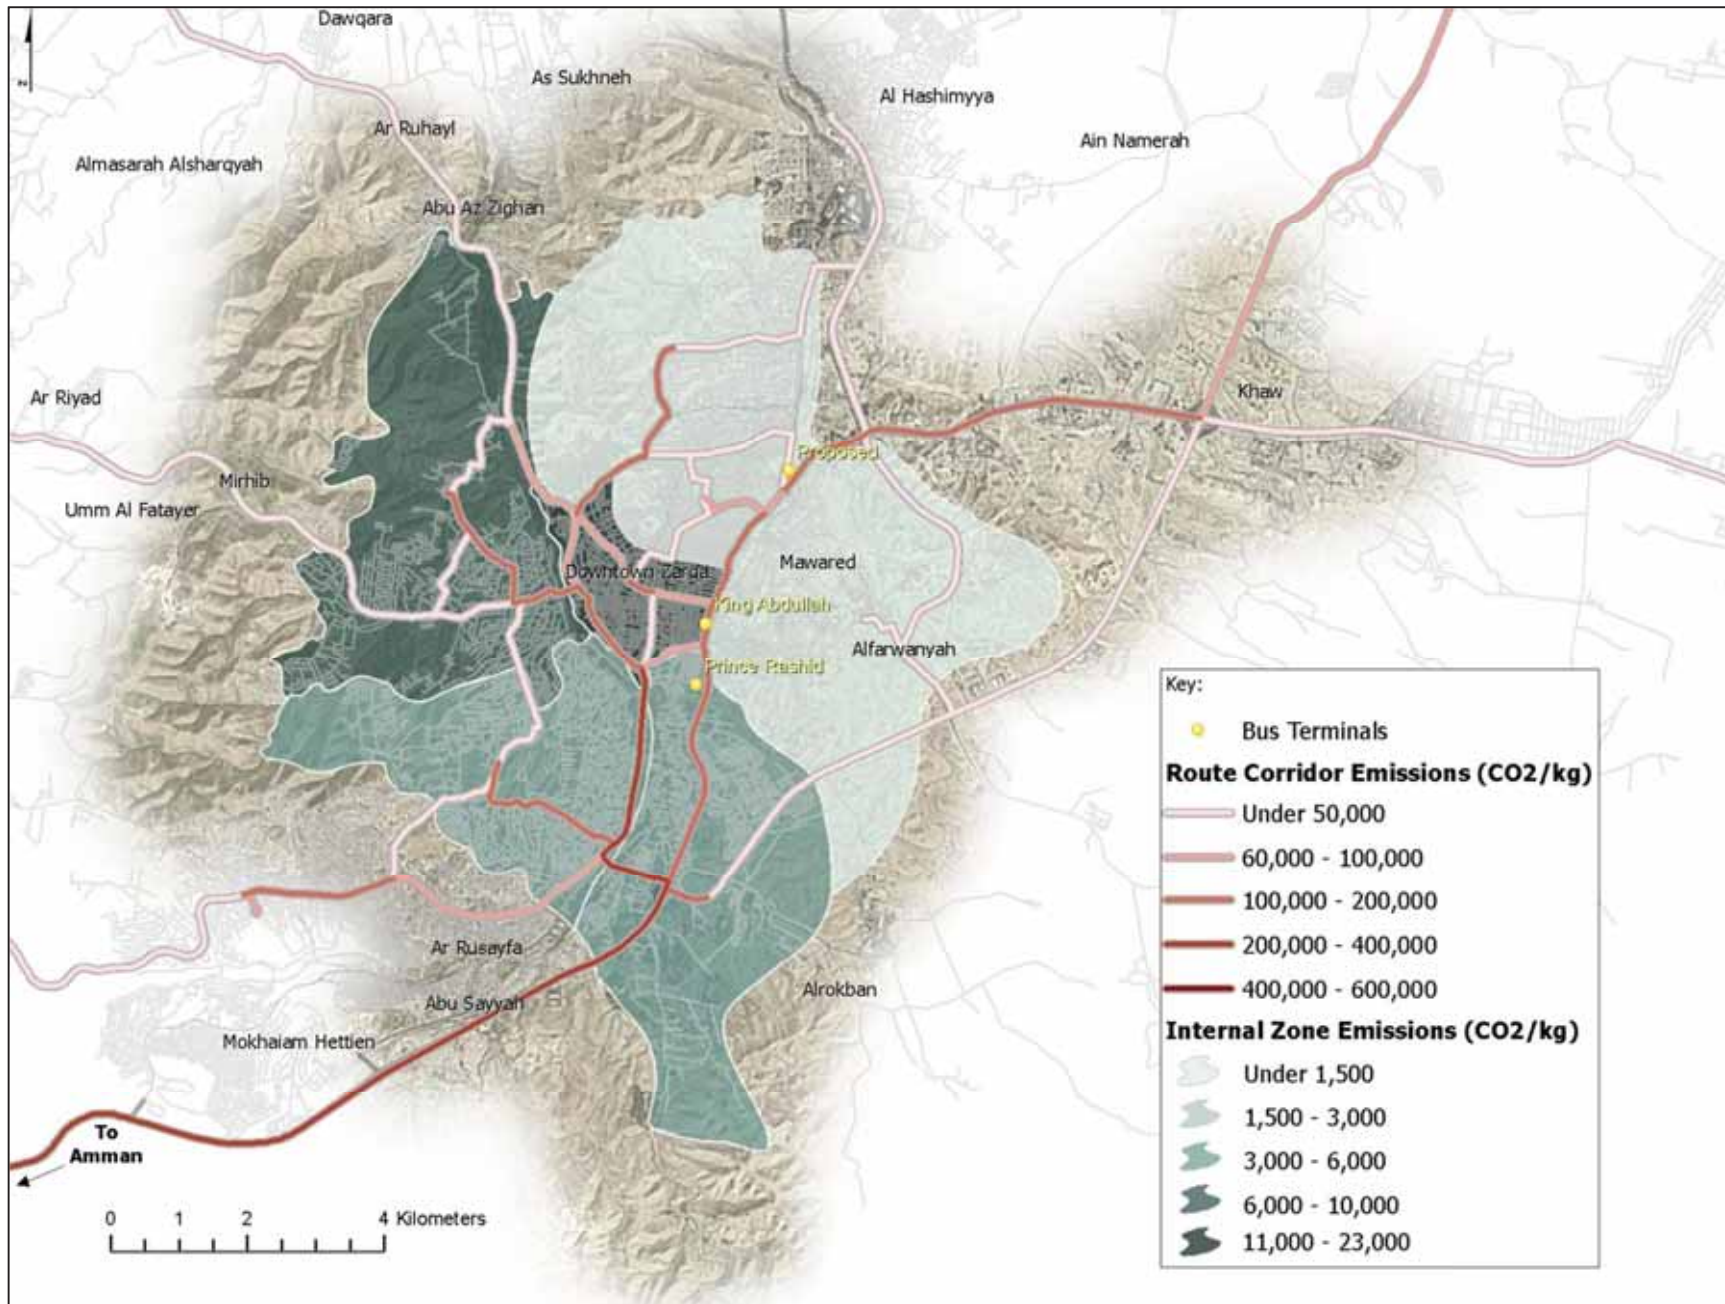 Dawqara
As Sukhneh
Al Hashimyya
Ar Ruhayl
Ain Namerah
Almasarah Alsharqyah
Abu Az Zighan
Ar Riyad
Khaw
Proposed
Mirhib
Umm Al Fatayer
Mawared
Dowhtown Zarqa
King Abdullah
Alfarwanyah
Prince Rashid
Ar Rusayfa
Alrokban
Abu Sayyah
Mokhaiam Hettien
To
Amman
0 1 2 4 Kilometers
Key:
Bus Terminals
Route Corridor Emissions (CO2/kg)
Under 50,000
60,000 - 100,000
100,000 - 200,000
200,000 - 400,000
400,000 - 600,000
Internal Zone Emissions (CO2/kg)
Under 1,500
1,500 - 3,000
3,000 - 6,000
6,000 - 10,000
11,000 - 23,000